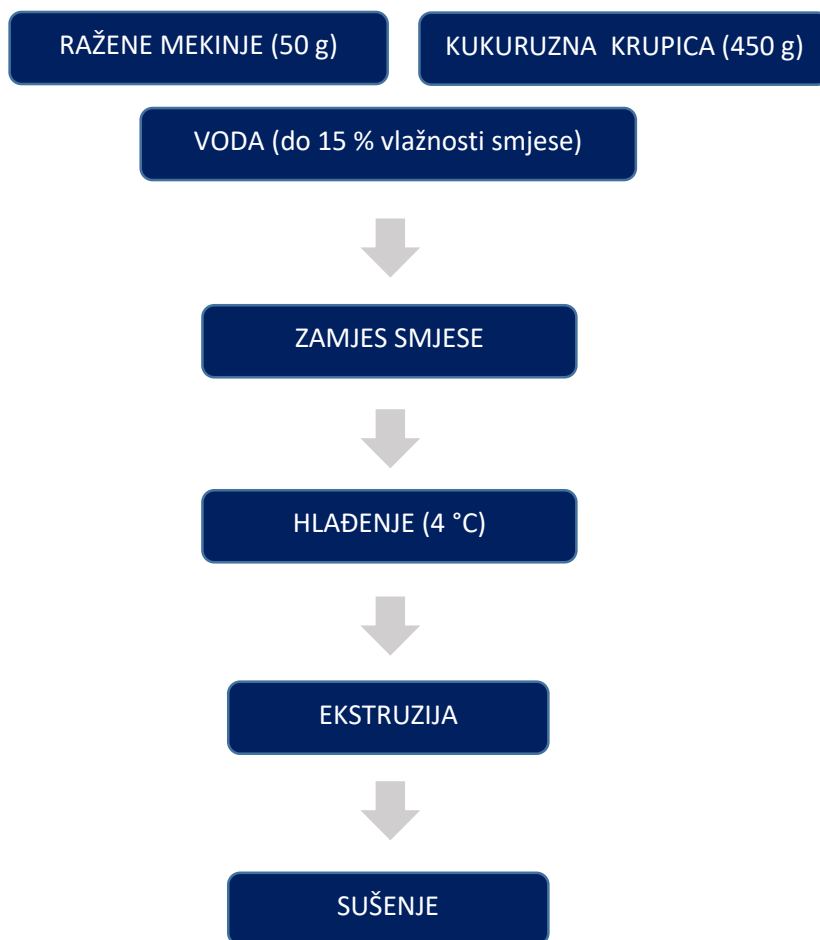 RAŽENE MEKINJE (50 g)
KUKURUZNA KRUPICA (450 g)
VODA (do 15 % vlažnosti smjese)
ZAMJES SMJESE
HLAĐENJE (4 °C)
EKSTRUZIJA
SUŠENJE